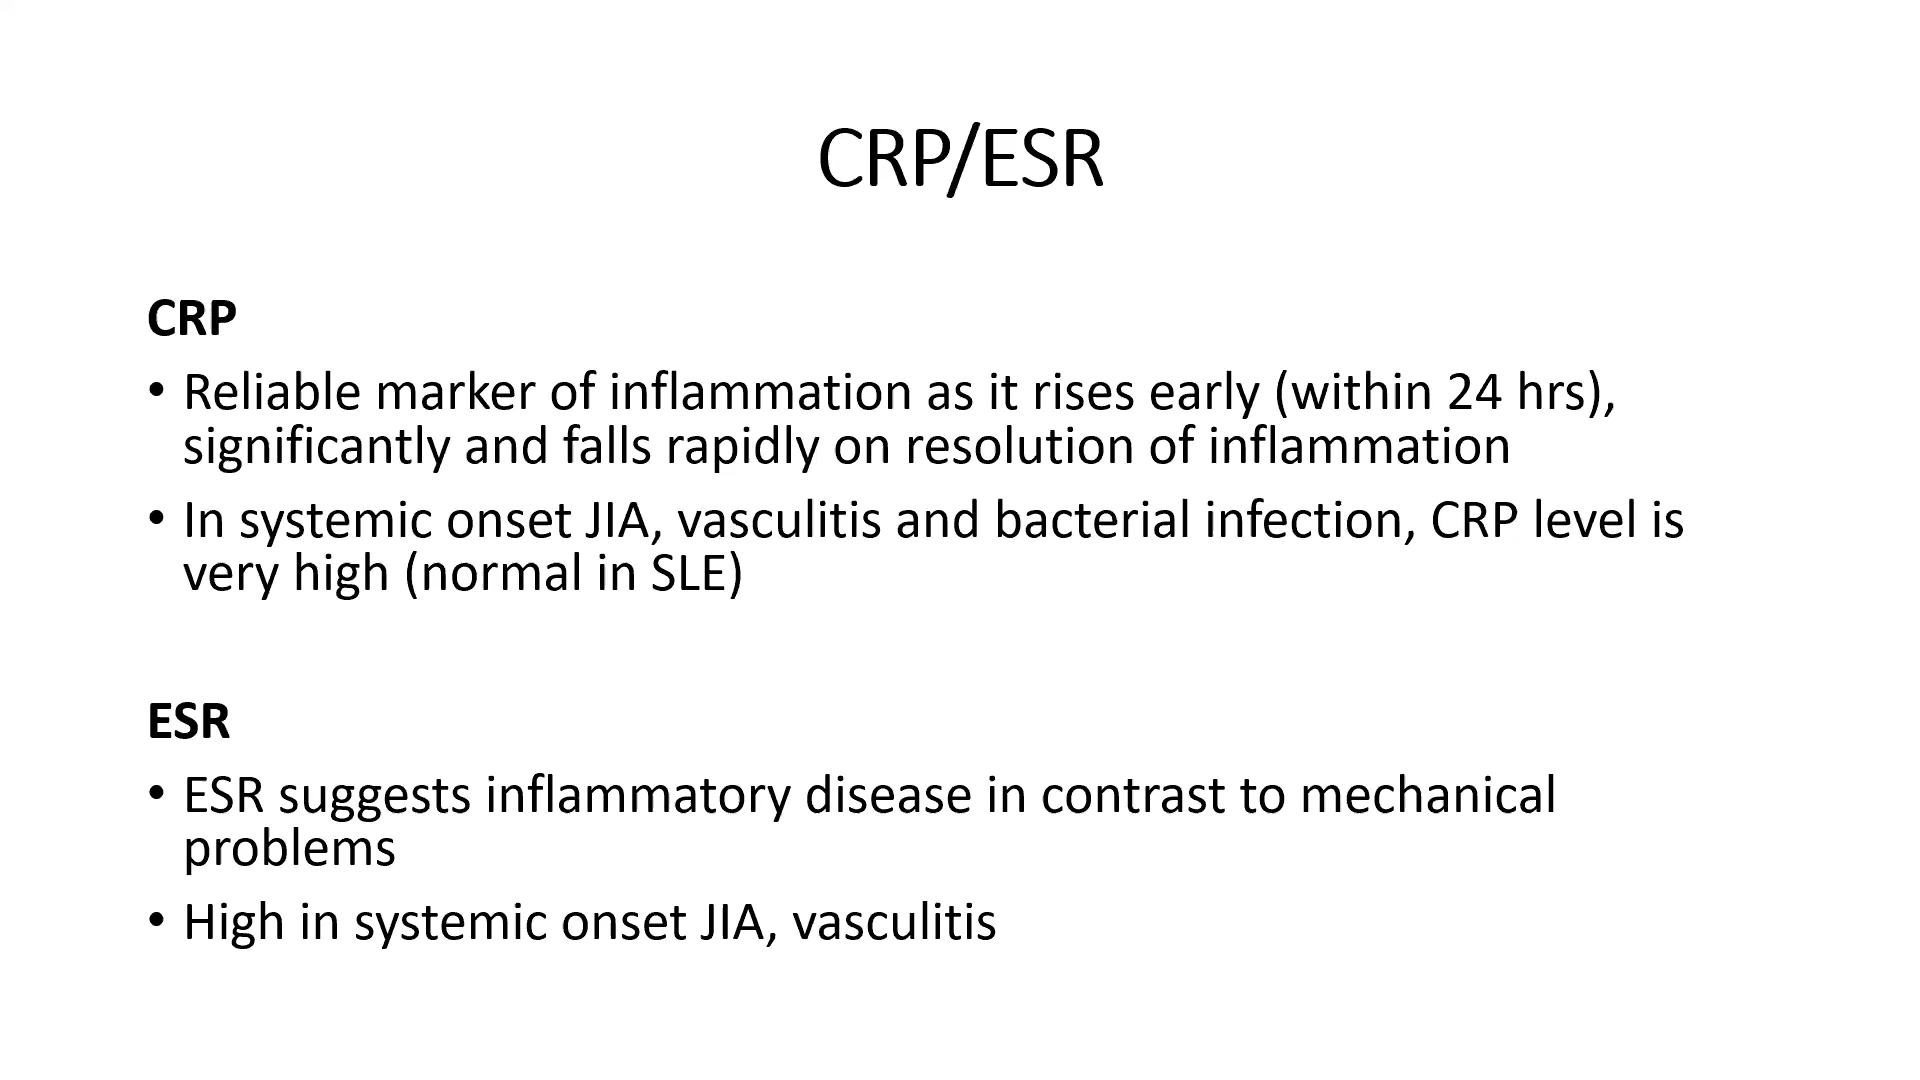 CRP/ESR
CRP
• Reliable marker of inflammation as it rises early (within 24 hrs),
significantly and falls rapidly on resolution of inflammation
• In systemic onset JIA, vasculitis and bacterial infection, CRP level is
very high (normal in SLE)
ESR
• ESR suggests inflammatory disease in contrast to mechanical
problems
• High in systemic onset JIA, vasculitis